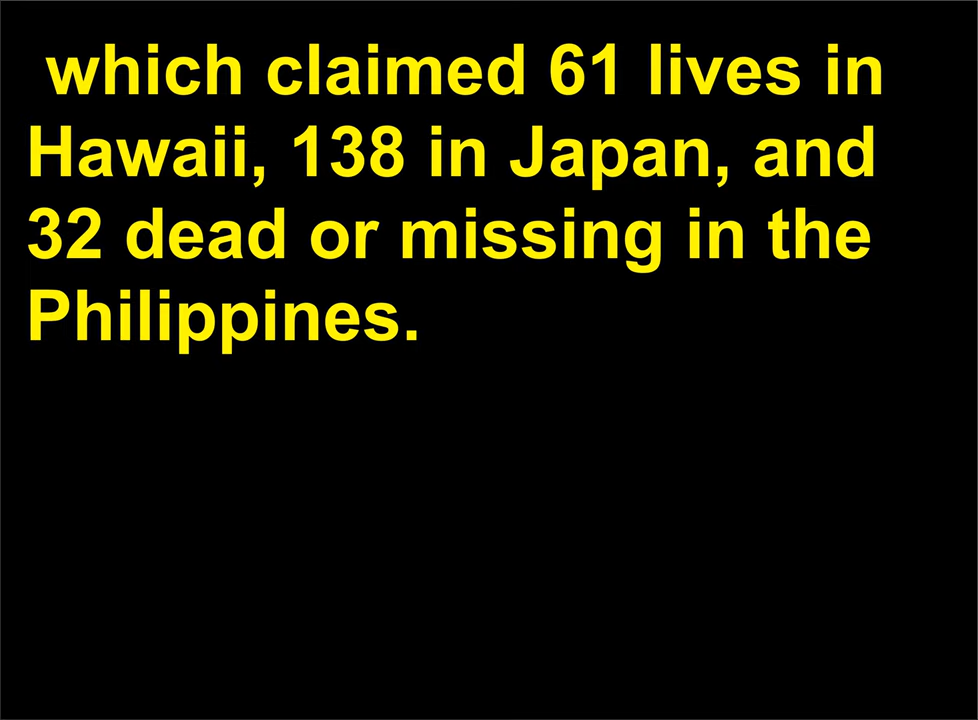 which claimed 61 lives in
Hawaii, 138 in Japan, and
32 dead or missing in the
Philippines.